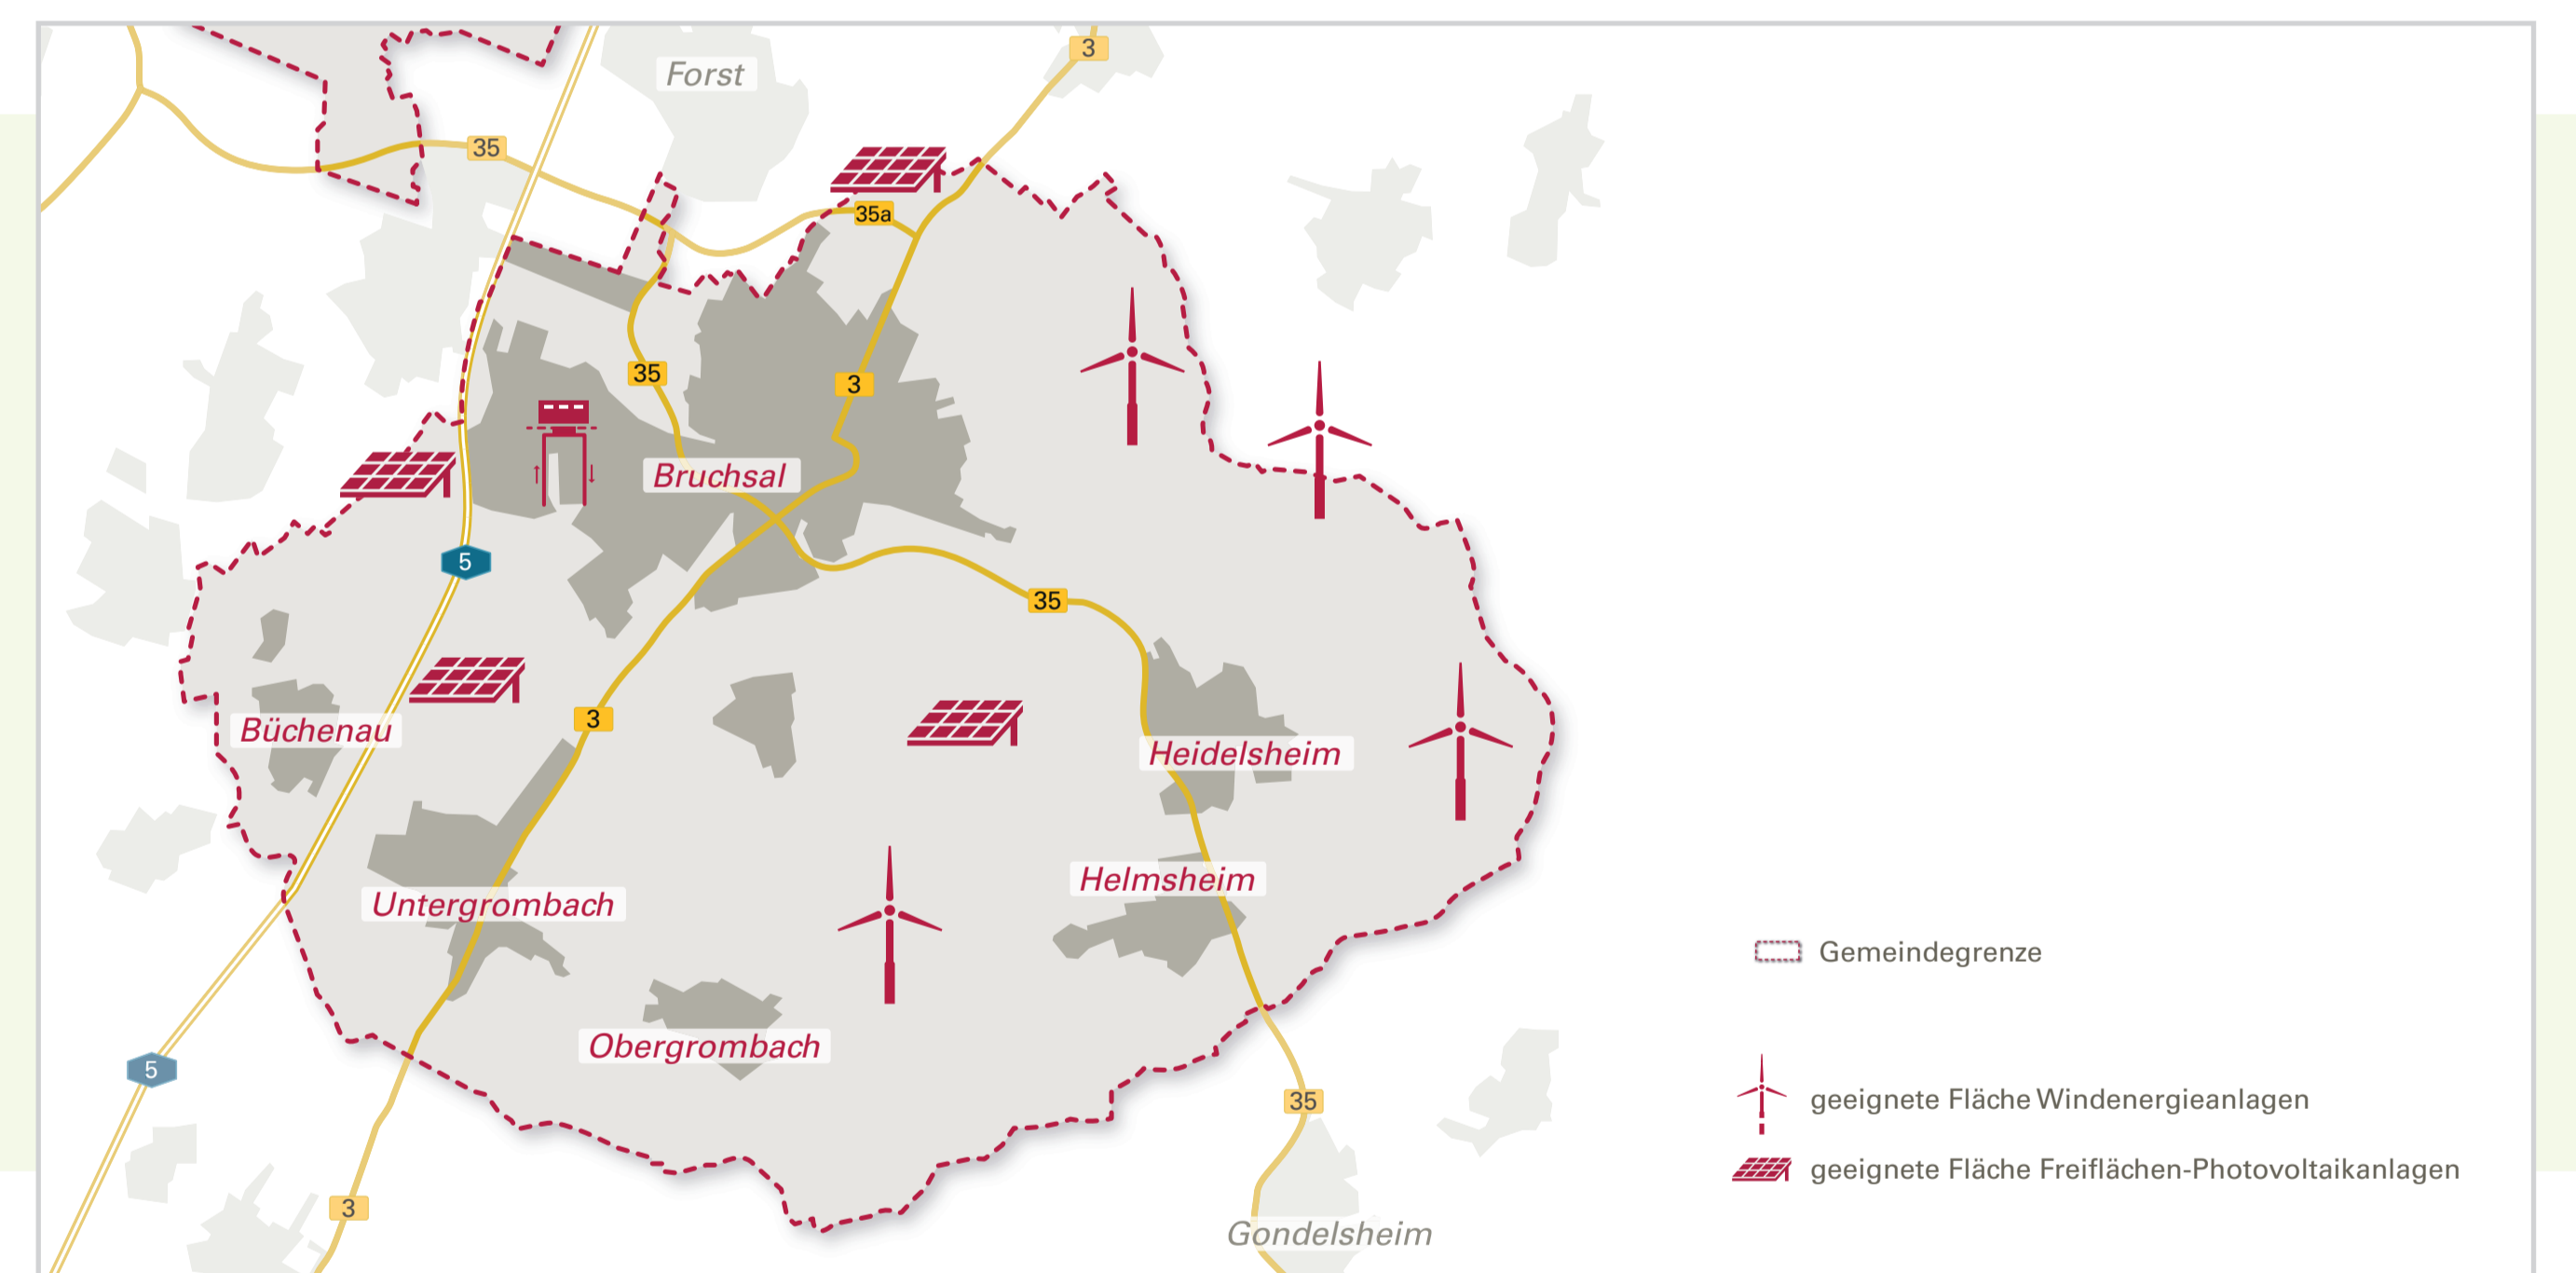 3
Forst
35
35a
35
3
Bruchsal
5
35
3
Büchenau
Heidelsheim
Helmsheim
Untergrombach
Gemeindegrenze
Obergrombach
5
35
geeignete Fläche Windenergieanlagen
geeignete Fläche Freiflächen-Photovoltaikanlagen
3
Gondelsheim